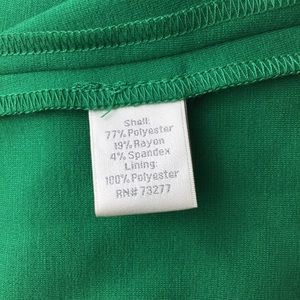 Shell:
77% Polyester
19% Rayon
4% Spandex
Lining:
100% Polyester
RN# 73277